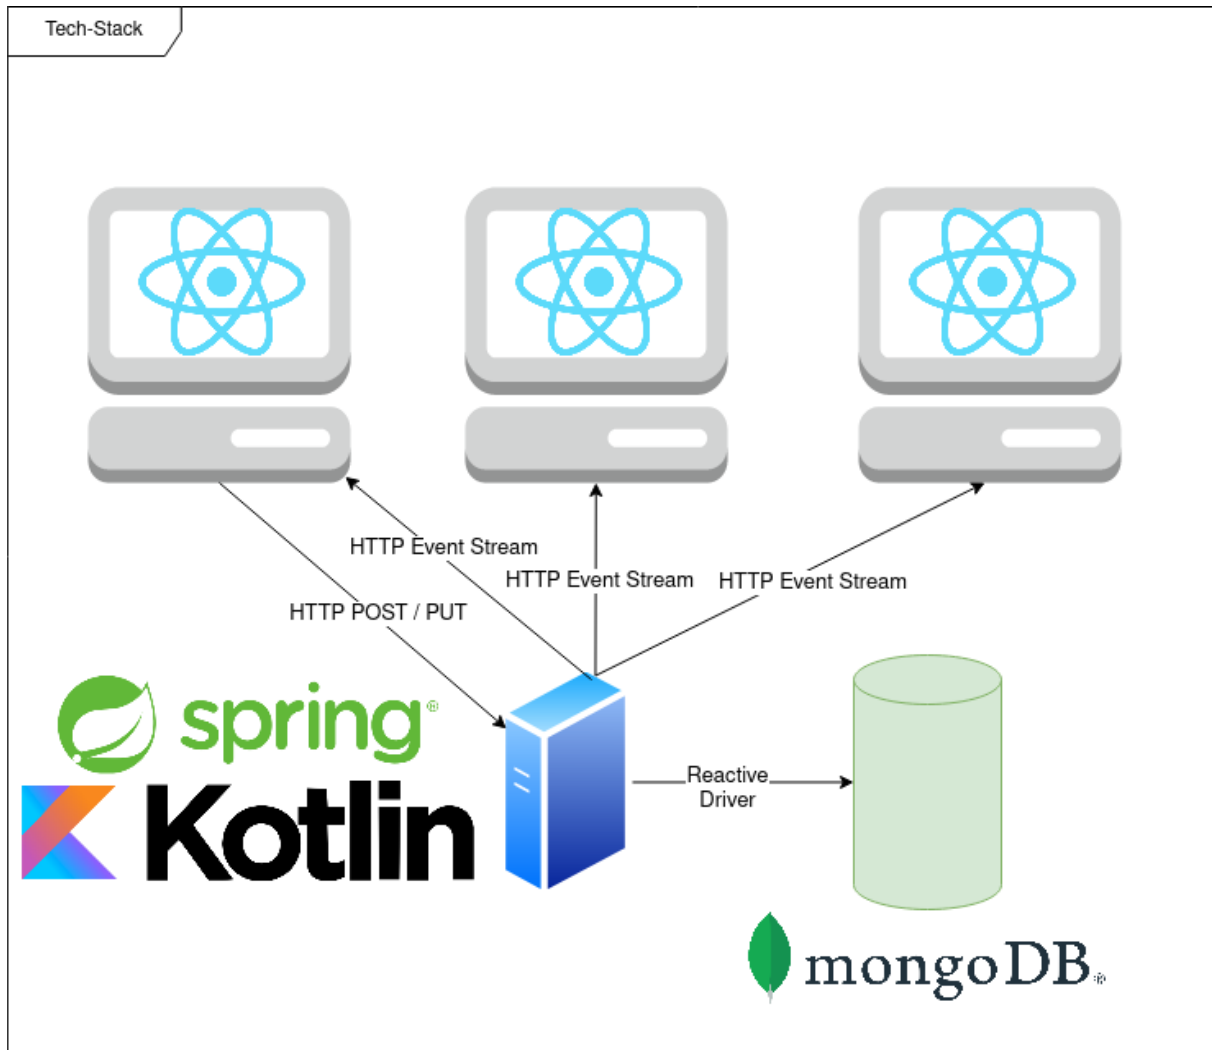 Tech-Stack
HTTP Event Stream
HTTP Event Stream
HTTP Event Stream
HTTP POST / PUT
spring®
Kotlin
Reactive
Driver
mongoDB®